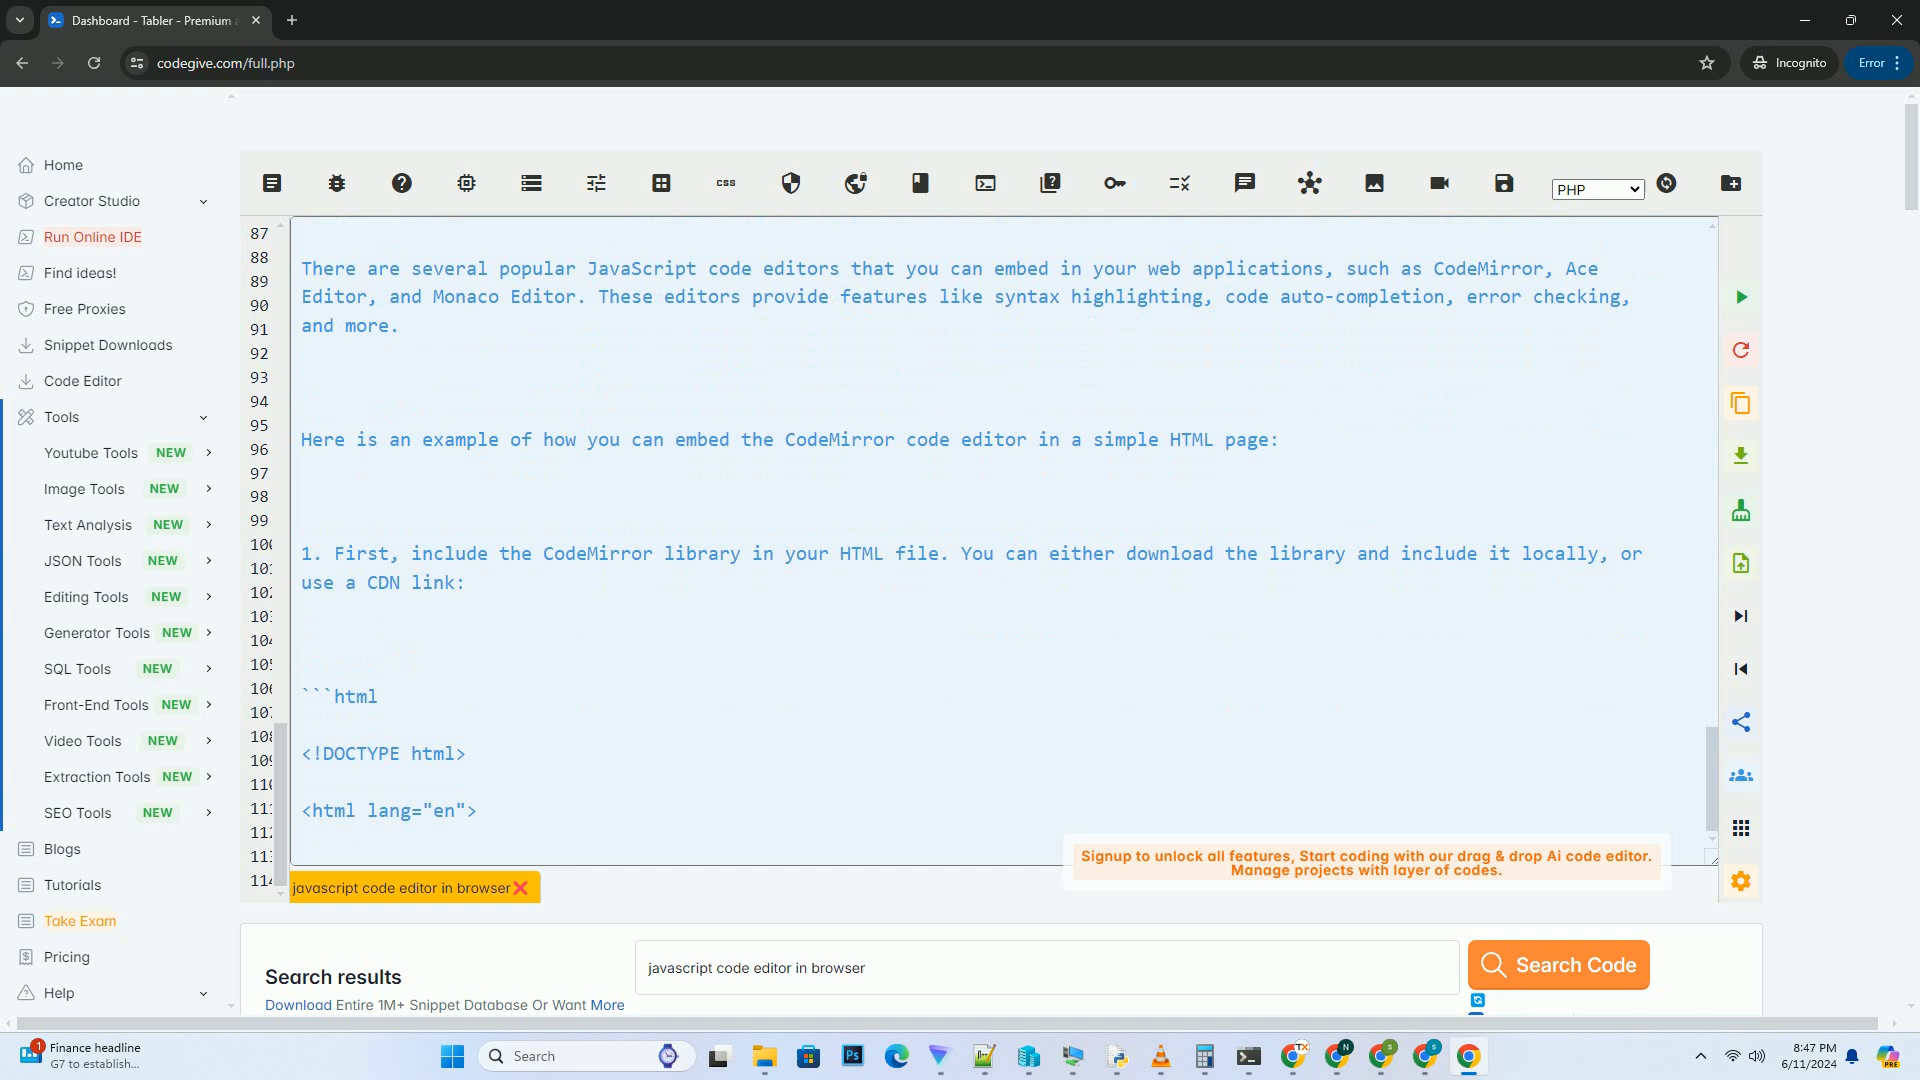 Dashboard - Tabler - Premium
codegive.com/full.php
Incognito
Error
Home
Creator Studio
Run Online IDE
Find ideas!
Free Proxies
Snippet Downloads
Code Editor
Tools
Youtube Tools NEW
Image Tools NEW
Text Analysis NEW
JSON Tools NEW
Editing Tools NEW
Generator Tools NEW
SQL Tools NEW
Front-End Tools NEW
Video Tools NEW
Extraction Tools NEW
SEO Tools NEW
Blogs
Tutorials
Take Exam
Pricing
Help
css
PHP
87
88
89
90
91
92
93
94
95
96
97
98
99
There are several popular JavaScript code editors that you can embed in your web applications, such as CodeMirror, Ace
Editor, and Monaco Editor. These editors provide features like syntax highlighting, code auto-completion, error checking,
and more.
Here is an example of how you can embed the CodeMirror code editor in a simple HTML page:
1. First, include the CodeMirror library in your HTML file. You can either download the library and include it locally, or
use a CDN link:
```html
<!DOCTYPE html>
<html lang="en">
Signup to unlock all features, Start coding with our drag & drop Ai code editor.
Manage projects with layer of codes.
javascript code editor in browser
Search results
Download Entire 1M+ Snippet Database Or Want More
javascript code editor in browser
Search Code
1
Finance headline
G7 to establish...
Search
8:47 PM
6/11/2024